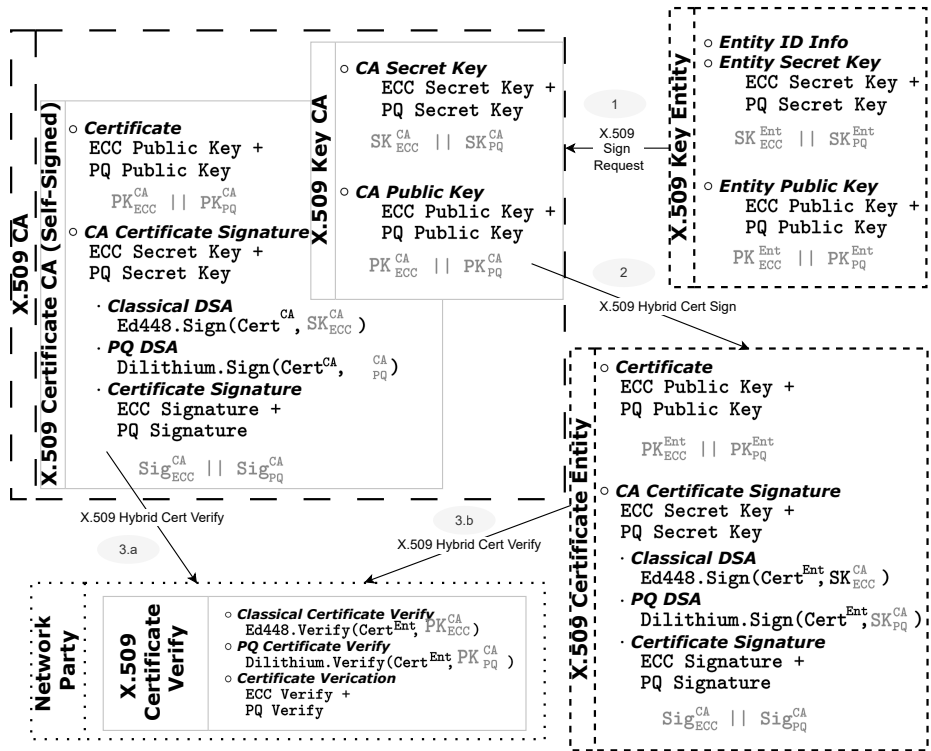 X.509 CA
X.509 Certificate CA (Self-Signed)
○ Certificate
ECC Public Key +
PQ Public Key
PK^CA_ECC || PK^CA_PQ
○ CA Certificate Signature
ECC Secret Key +
PQ Secret Key
· Classical DSA
Ed448.Sign(Cert^CA, SK^CA_ECC)
· PQ DSA
Dilithium.Sign(Cert^CA, ^CA_PQ)
· Certificate Signature
ECC Signature +
PQ Signature
Sig^CA_ECC || Sig^CA_PQ
X.509 Key CA
○ CA Secret Key
ECC Secret Key +
PQ Secret Key
SK^CA_ECC || SK^CA_PQ
○ CA Public Key
ECC Public Key +
PQ Public Key
PK^CA_ECC || PK^CA_PQ
1
X.509
Sign
Request
X.509 Key Entity
○ Entity ID Info
○ Entity Secret Key
ECC Secret Key +
PQ Secret Key
SK^Ent_ECC || SK^Ent_PQ
○ Entity Public Key
ECC Public Key +
PQ Public Key
PK^Ent_ECC || PK^Ent_PQ
2
X.509 Hybrid Cert Sign
X.509 Certificate Entity
○ Certificate
ECC Public Key +
PQ Public Key
PK^Ent_ECC || PK^Ent_PQ
○ CA Certificate Signature
ECC Secret Key +
PQ Secret Key
· Classical DSA
Ed448.Sign(Cert^Ent, SK^CA_ECC)
· PQ DSA
Dilithium.Sign(Cert^Ent, SK^CA_PQ)
· Certificate Signature
ECC Signature +
PQ Signature
Sig^CA_ECC || Sig^CA_PQ
X.509 Hybrid Cert Verify
3.a
3.b
X.509 Hybrid Cert Verify
Network
Party
X.509
Certificate
Verify
○ Classical Certificate Verify
Ed448.Verify(Cert^Ent, PK^CA_ECC)
○ PQ Certificate Verify
Dilithium.Verify(Cert^Ent, PK^CA_PQ)
○ Certificate Verication
ECC Verify +
PQ Verify